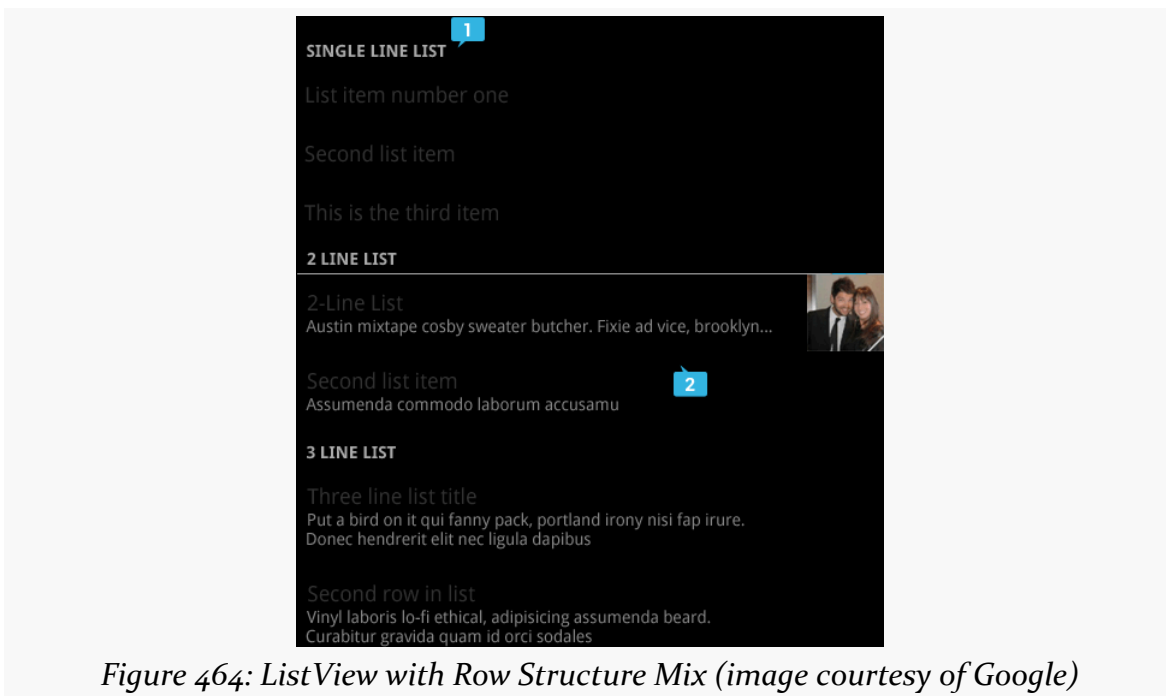 1
SINGLE LINE LIST
List item number one
Second list item
This is the third item
2 LINE LIST
2-Line List
Austin mixtape cosby sweater butcher. Fixie ad vice, brooklyn...
Second list item
2
Assumenda commodo laborum accusamu
3 LINE LIST
Three line list title
Put a bird on it qui fanny pack, portland irony nisi fap irure.
Donec hendrerit elit nec ligula dapibus
Second row in list
Vinyl laboris lo-fi ethical, adipisicing assumenda beard.
Curabitur gravida quam id orci sodales
Figure 464: ListView with Row Structure Mix (image courtesy of Google)